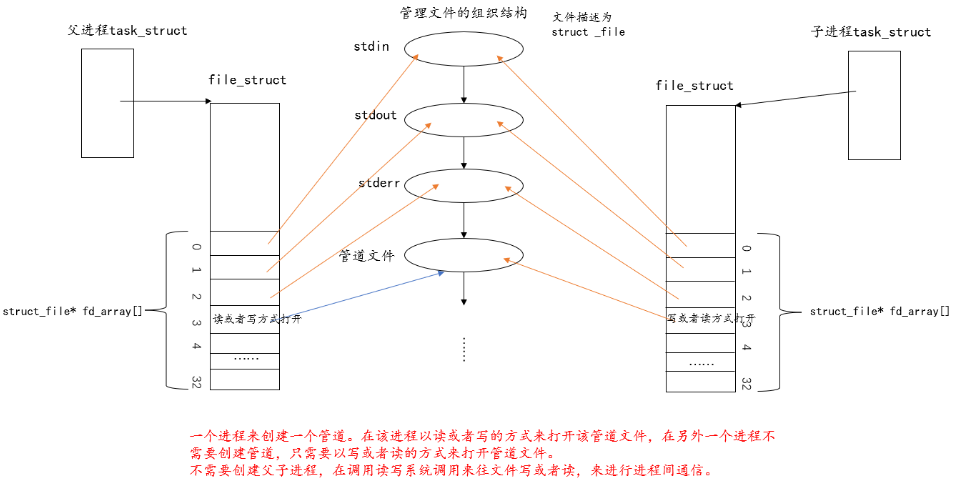 管理文件的组织结构
文件描述为
struct _file
父进程task_struct
子进程task_struct
stdin
file_struct
file_struct
stdout
stderr
管道文件
0
1
2
3
4
32
读或者写方式打开
……
struct_file* fd_array[]
……
0
1
2
3
4
32
写或者读方式打开
……
struct_file* fd_array[]
一个进程来创建一个管道。在该进程以读或者写的方式来打开该管道文件，在另外一个进程不
需要创建管道，只需要以写或者读的方式来打开管道文件。
不需要创建父子进程，在调用读写系统调用来往文件写或者读，来进行进程间通信。